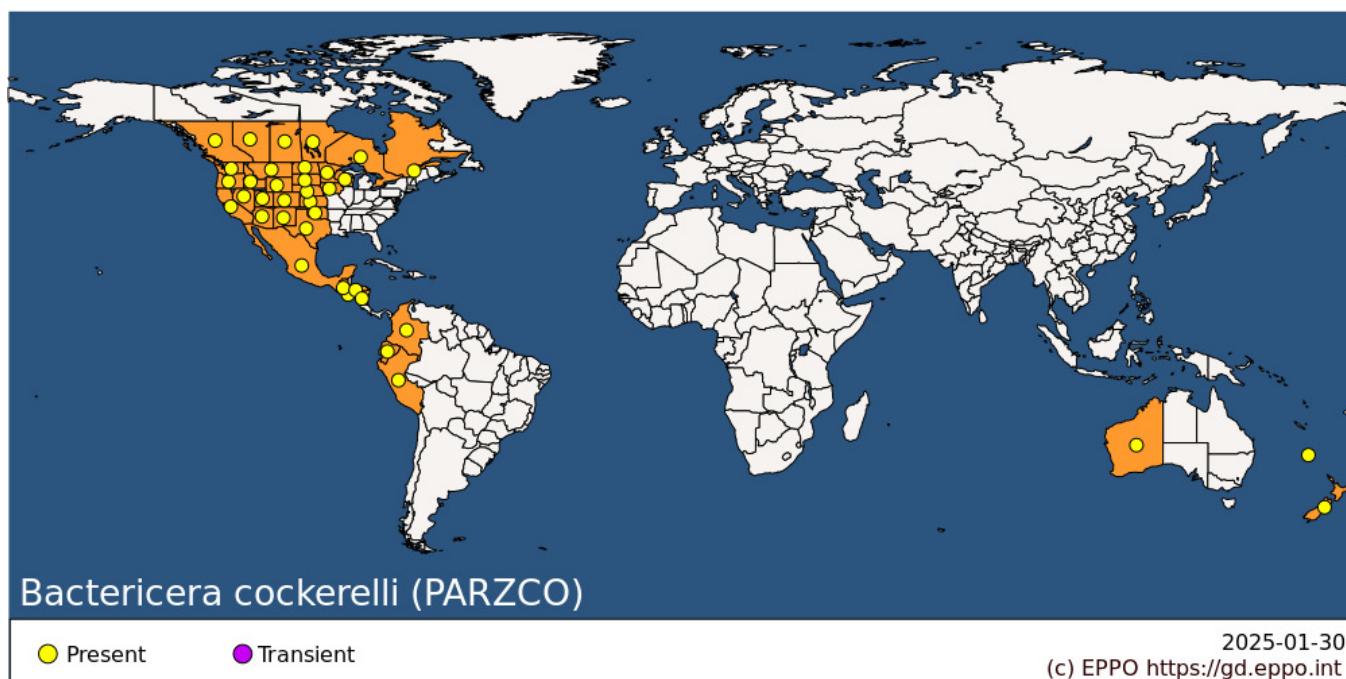 Bactericera cockerelli (PARZCO)
Present
Transient
2025-01-30
(c) EPPO https://gd.eppo.int